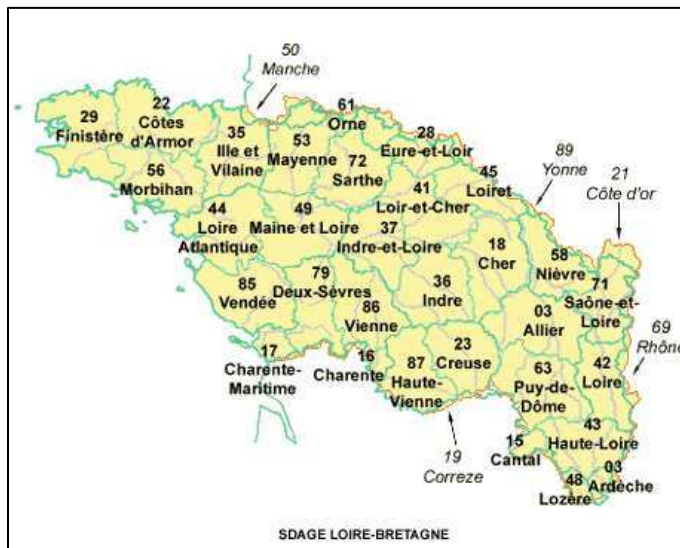 50
Manche
22
Côtes
d'Armor
29
Finistère
35
Ille et
Vilaine
61
Orne
53
Mayenne
28
Eure-et-Loir
72
Sarthe
56
Morbihan
45
Loiret
89
Yonne
21
Côte d'or
41
Loir-et-Cher
44
Loire
Atlantique
49
Maine et Loire
37
Indre-et-Loire
18
Cher
58
Nièvre
71
Saône-et-
Loire
85
Vendée
79
Deux-Sèvres
86
Vienne
36
Indre
03
Allier
69
Rhône
17
Charente-
Maritime
16
Charente
87
Haute-
Vienne
23
Creuse
63
Puy-de-
Dôme
42
Loire
19
Correze
15
Cantal
43
Haute-Loire
48
Lozère
03
Ardèche
SDAGE LOIRE-BRETAGNE